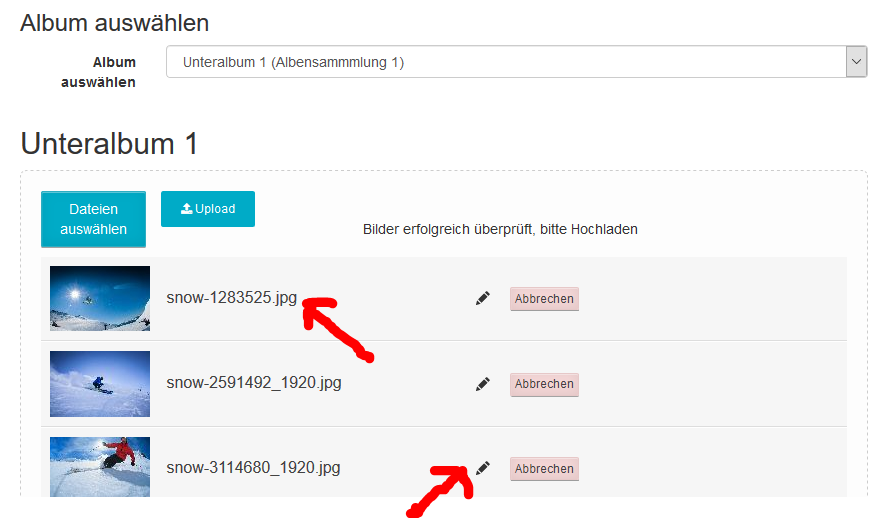 Album auswählen
Album
auswählen
Unteralbum 1 (Albensammmlung 1)
Unteralbum 1
Dateien
auswählen
Upload
Bilder erfolgreich überprüft, bitte Hochladen
snow-1283525.jpg
Abbrechen
snow-2591492_1920.jpg
Abbrechen
snow-3114680_1920.jpg
Abbrechen